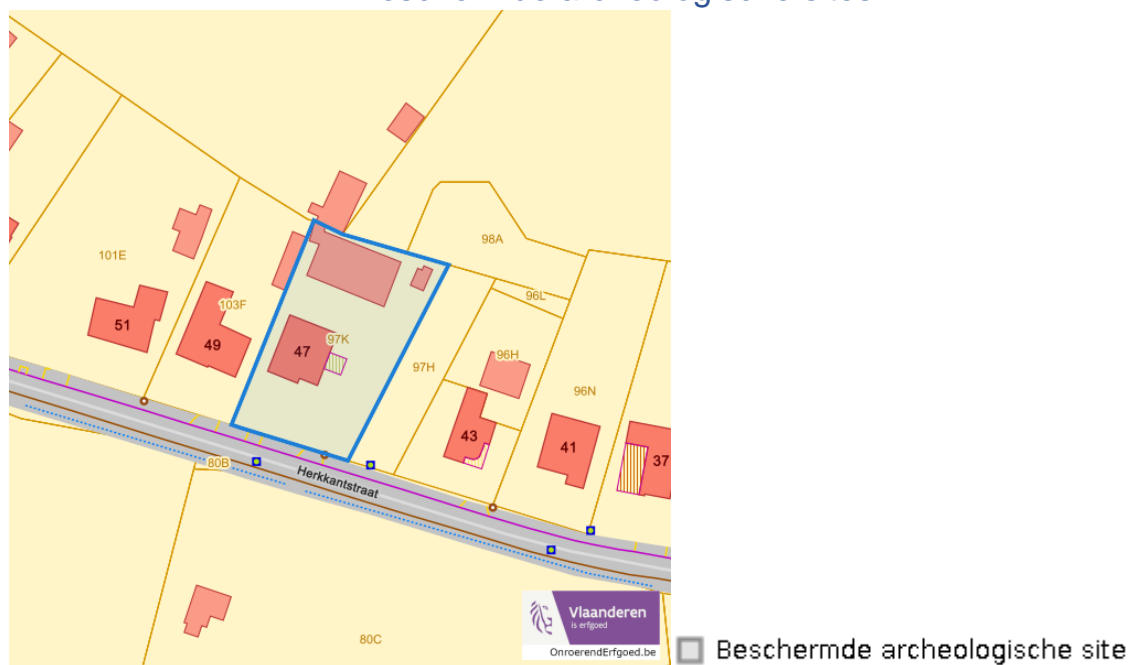 98A
101E
96L
103F
51
97K
49
47
96H
97H
96N
43
41
37
80B
Herkkantstraat
Vlaanderen
is erfgoed
80C
OnroerendErfgoed.be
Beschermde archeologische site